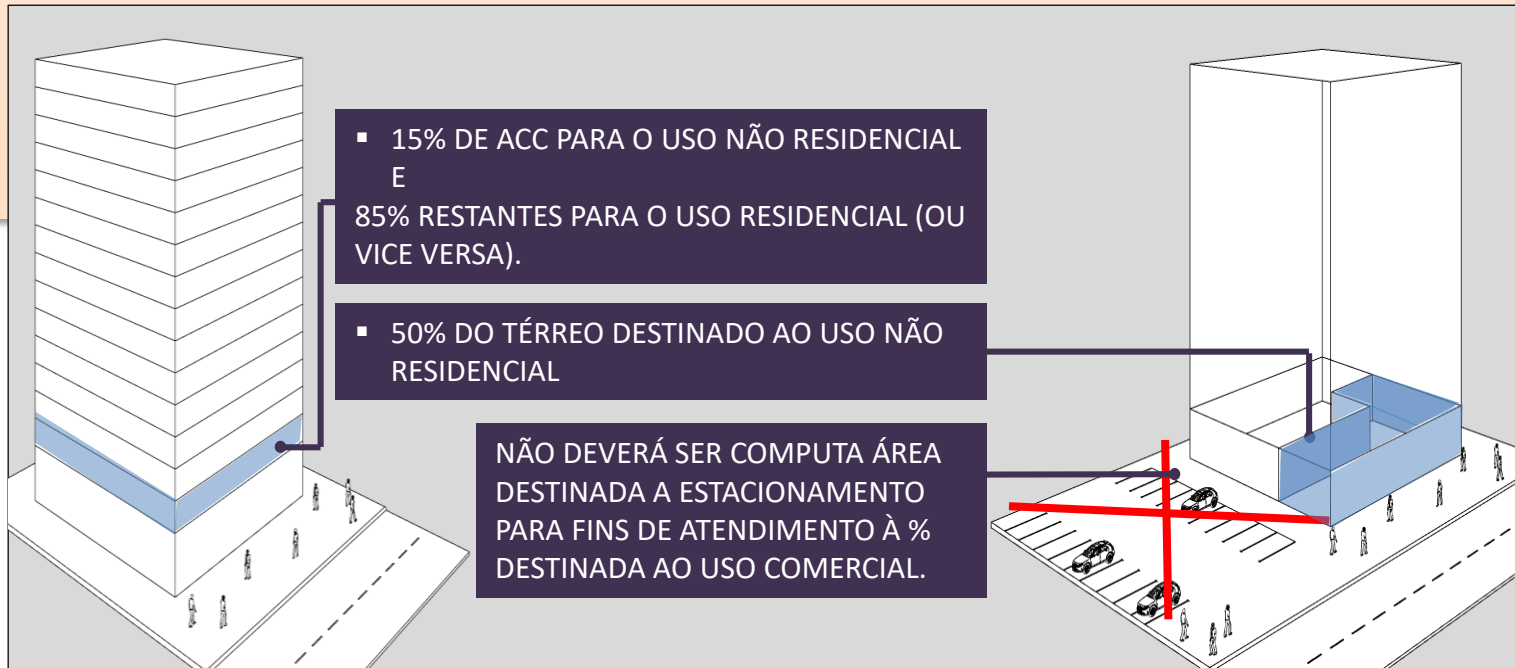 ▪ 15% DE ACC PARA O USO NÃO RESIDENCIAL
E
85% RESTANTES PARA O USO RESIDENCIAL (OU
VICE VERSA).
▪ 50% DO TÉRREO DESTINADO AO USO NÃO
RESIDENCIAL
NÃO DEVERÁ SER COMPUTA ÁREA
DESTINADA A ESTACIONAMENTO
PARA FINS DE ATENDIMENTO À %
DESTINADA AO USO COMERCIAL.